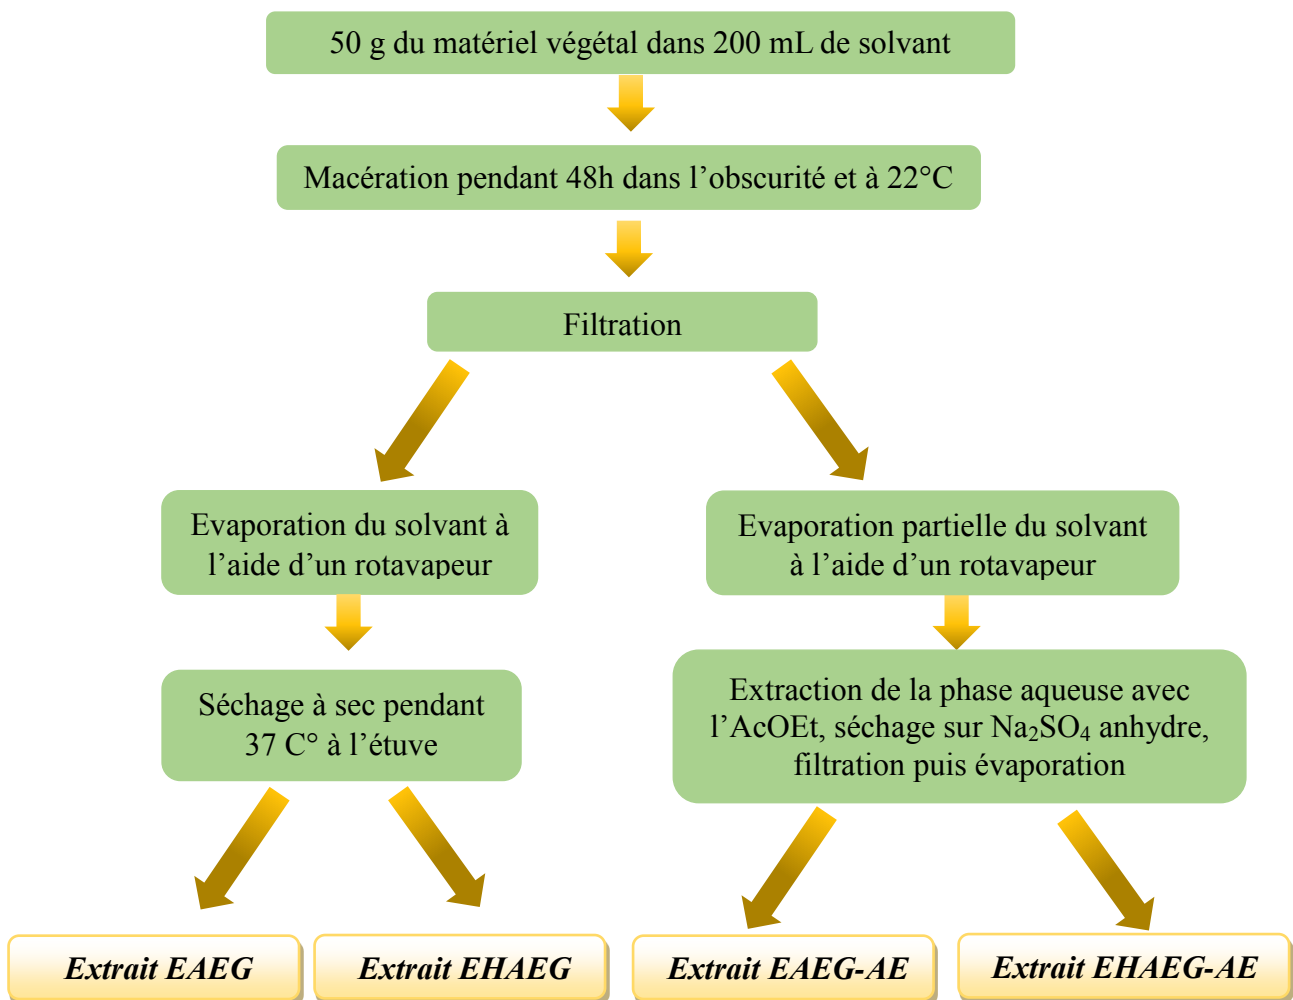 50 g du matériel végétal dans 200 mL de solvant
Macération pendant 48h dans l’obscurité et à 22°C
Filtration
Evaporation du solvant à
l’aide d’un rotavapeur
Evaporation partielle du solvant
à l’aide d’un rotavapeur
Séchage à sec pendant
37 C° à l’étuve
Extraction de la phase aqueuse avec
l’AcOEt, séchage sur Na₂SO₄ anhydre,
filtration puis évaporation
Extrait EAEG
Extrait EHAEG
Extrait EAEG-AE
Extrait EHAEG-AE